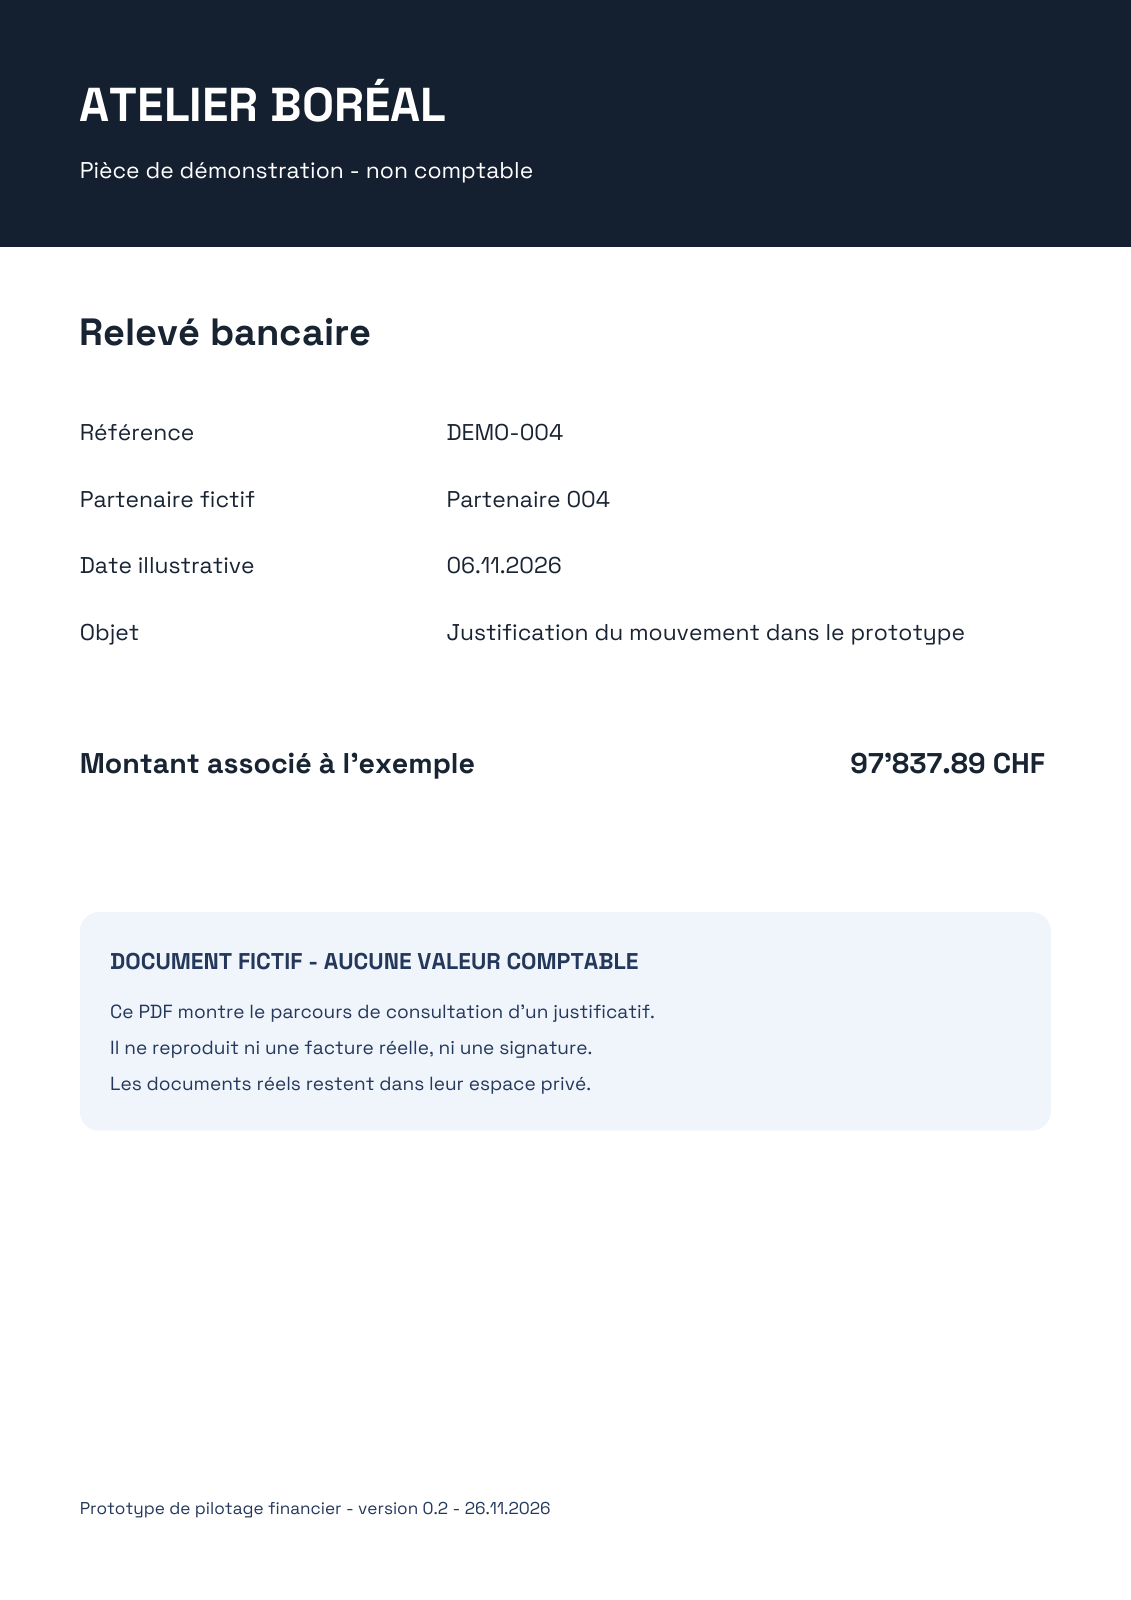 ATELIER BORÉAL
Pièce de démonstration - non comptable
Relevé bancaire
Référence DEMO-004
Partenaire fictif Partenaire 004
Date illustrative 06.11.2026
Objet Justification du mouvement dans le prototype
Montant associé à l’exemple 97’837.89 CHF
DOCUMENT FICTIF - AUCUNE VALEUR COMPTABLE
Ce PDF montre le parcours de consultation d’un justificatif.
Il ne reproduit ni une facture réelle, ni une signature.
Les documents réels restent dans leur espace privé.
Prototype de pilotage financier - version 0.2 - 26.11.2026